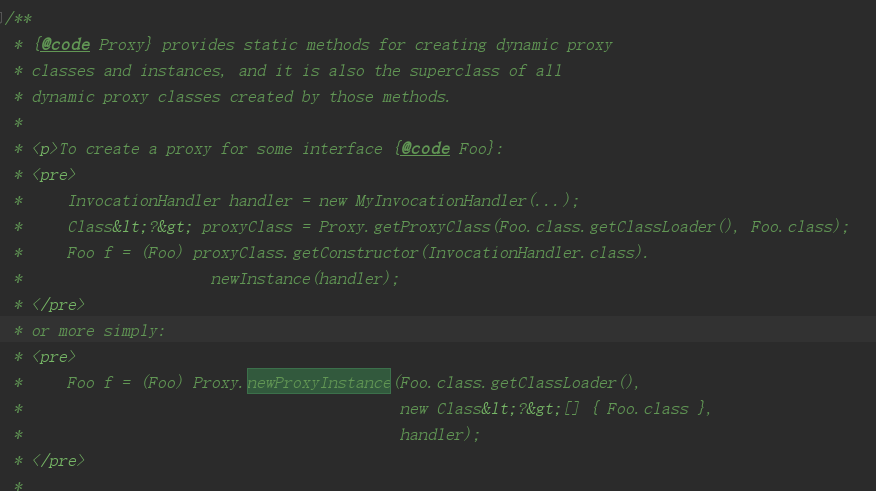 /**
 * {@code Proxy} provides static methods for creating dynamic proxy
 * classes and instances, and it is also the superclass of all
 * dynamic proxy classes created by those methods.
 *
 * <p>To create a proxy for some interface {@code Foo}:
 * <pre>
 *     InvocationHandler handler = new MyInvocationHandler(...);
 *     Class&lt;?&gt; proxyClass = Proxy.getProxyClass(Foo.class.getClassLoader(), Foo.class);
 *     Foo f = (Foo) proxyClass.getConstructor(InvocationHandler.class).
 *                     newInstance(handler);
 * </pre>
 * or more simply:
 * <pre>
 *     Foo f = (Foo) Proxy.newProxyInstance(Foo.class.getClassLoader(),
 *                                          new Class&lt;?&gt;[] { Foo.class },
 *                                          handler);
 * </pre>
 *